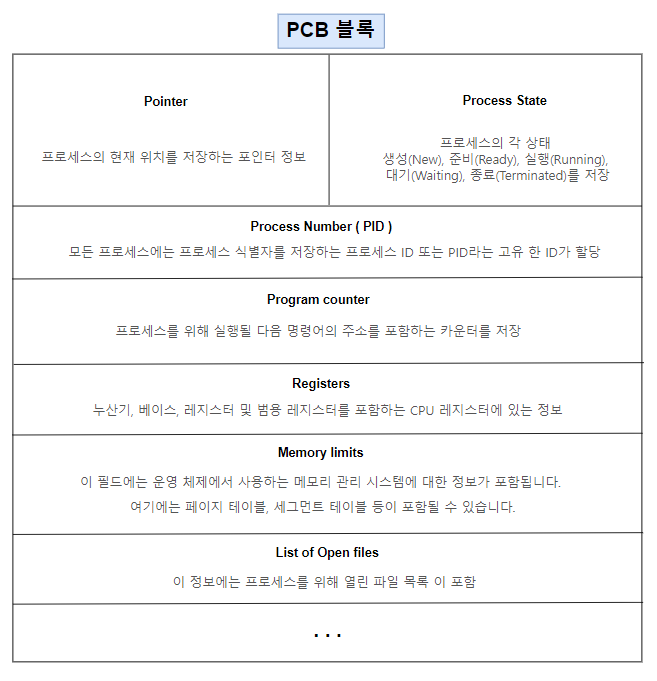 PCB 블록
Pointer
프로세스의 현재 위치를 저장하는 포인터 정보
Process State
프로세스의 각 상태
생성(New), 준비(Ready), 실행(Running),
대기(Waiting), 종료(Terminated)를 저장
Process Number ( PID )
모든 프로세스에는 프로세스 식별자를 저장하는 프로세스 ID 또는 PID라는 고유 한 ID가 할당
Program counter
프로세스를 위해 실행될 다음 명령어의 주소를 포함하는 카운터를 저장
Registers
누산기, 베이스, 레지스터 및 범용 레지스터를 포함하는 CPU 레지스터에 있는 정보
Memory limits
이 필드에는 운영 체제에서 사용하는 메모리 관리 시스템에 대한 정보가 포함됩니다.
여기에는 페이지 테이블, 세그먼트 테이블 등이 포함될 수 있습니다.
List of Open files
이 정보에는 프로세스를 위해 열린 파일 목록 이 포함
. . .